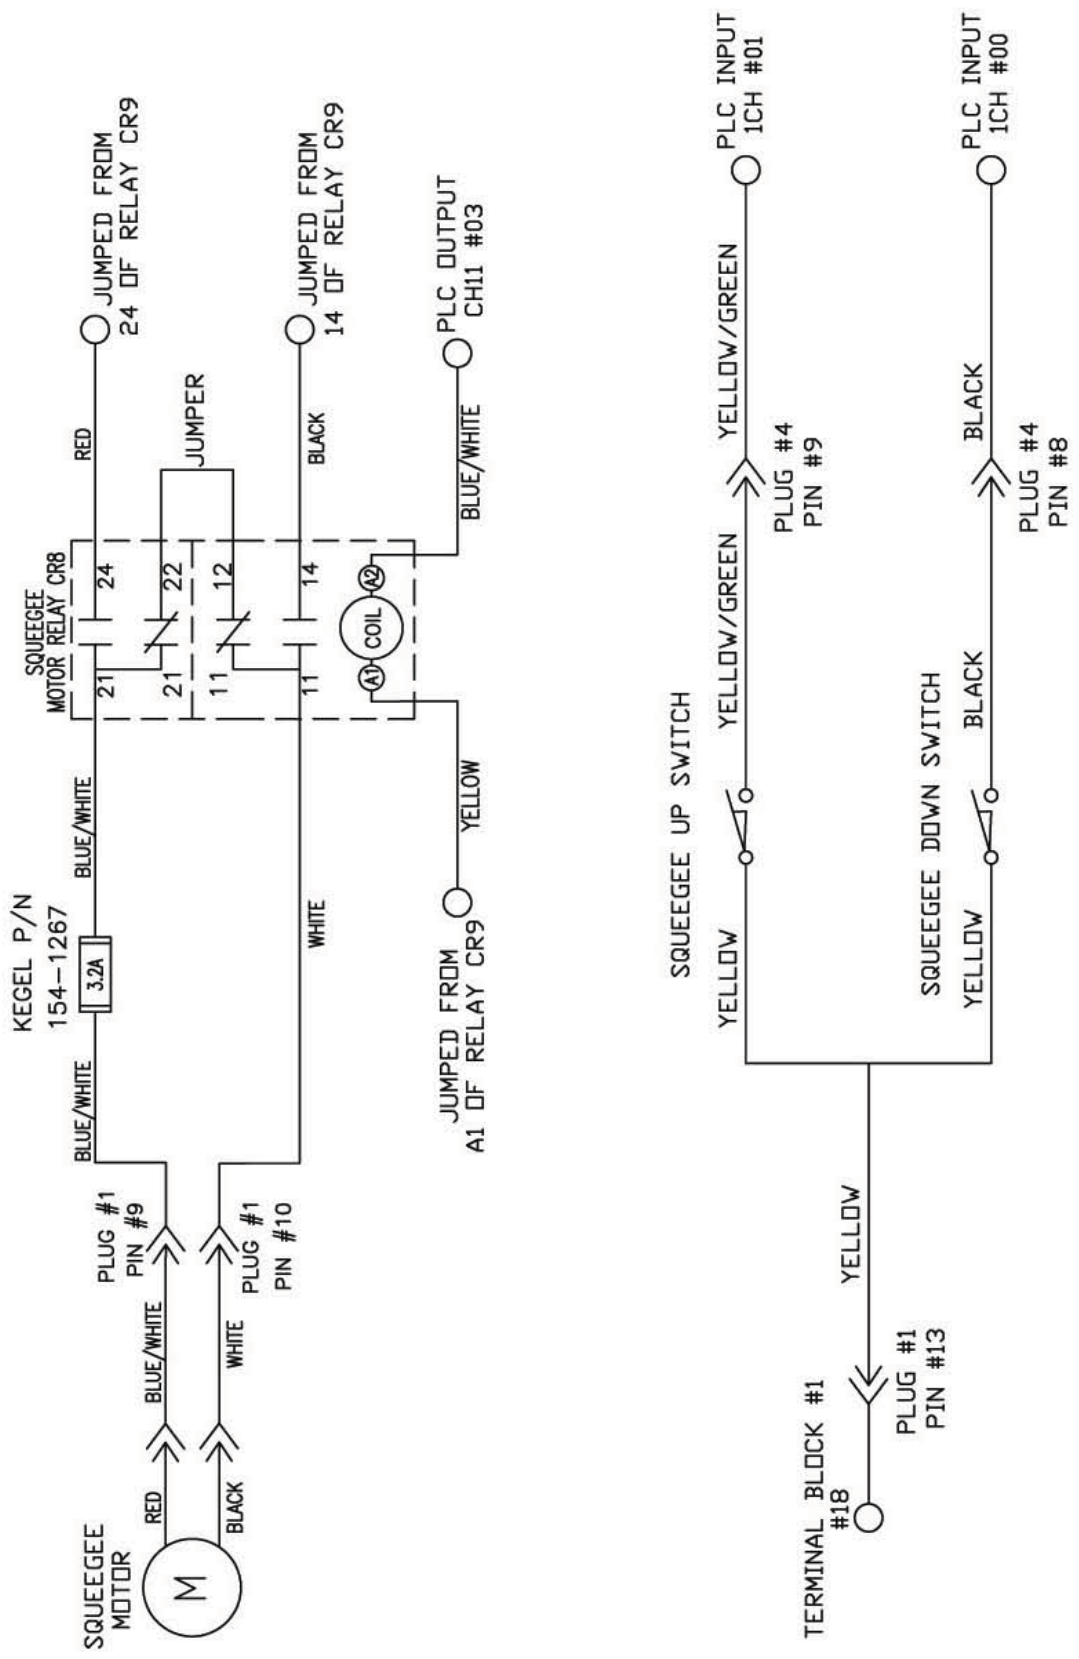 SQUEEGEE
MOTOR
M
RED
BLACK
BLUE/WHITE
WHITE
PLUG #1
PIN #9
PLUG #1
PIN #10
BLUE/WHITE
KEGEL P/N
154-1267
3.2A
BLUE/WHITE
WHITE
SQUEEGEE
MOTOR RELAY CR8
21
24
21
22
11
12
11
14
A1
COIL
A2
RED
JUMPER
BLACK
JUMPED FROM
24 OF RELAY CR9
JUMPED FROM
14 OF RELAY CR9
YELLOW
JUMPED FROM
A1 OF RELAY CR9
BLUE/WHITE
PLC OUTPUT
CH11 #03
TERMINAL BLOCK #1
#18
PLUG #1
PIN #13
YELLOW
SQUEEGEE UP SWITCH
YELLOW
YELLOW/GREEN
PLUG #4
PIN #9
YELLOW/GREEN
PLC INPUT
1CH #01
SQUEEGEE DOWN SWITCH
YELLOW
BLACK
PLUG #4
PIN #8
BLACK
PLC INPUT
1CH #00